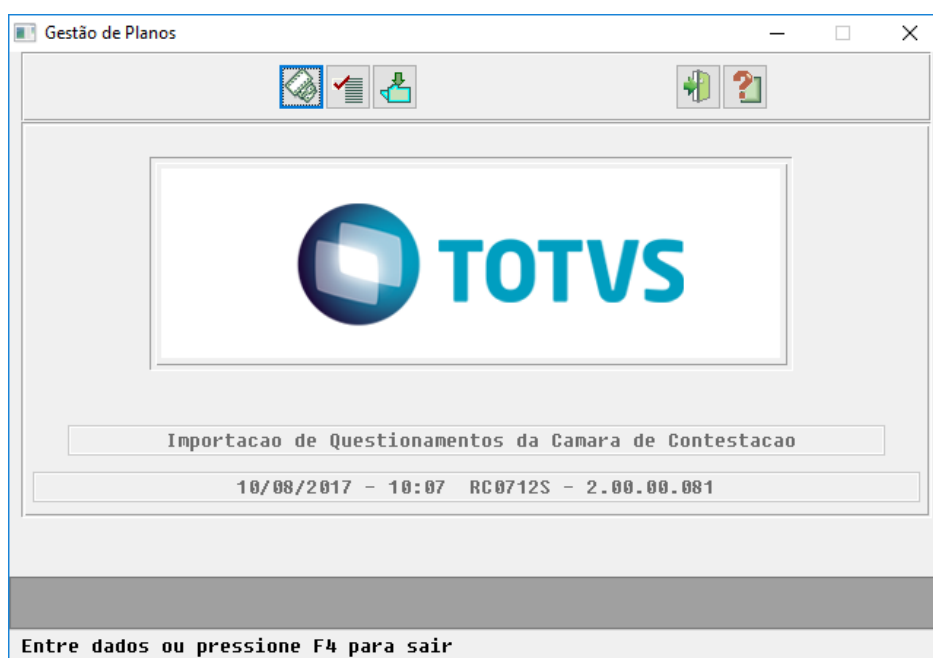 Gestão de Planos
TOTVS
Importacao de Questionamentos da Camara de Contestacao
10/08/2017 - 10:07 RC0712S - 2.00.00.081
Entre dados ou pressione F4 para sair